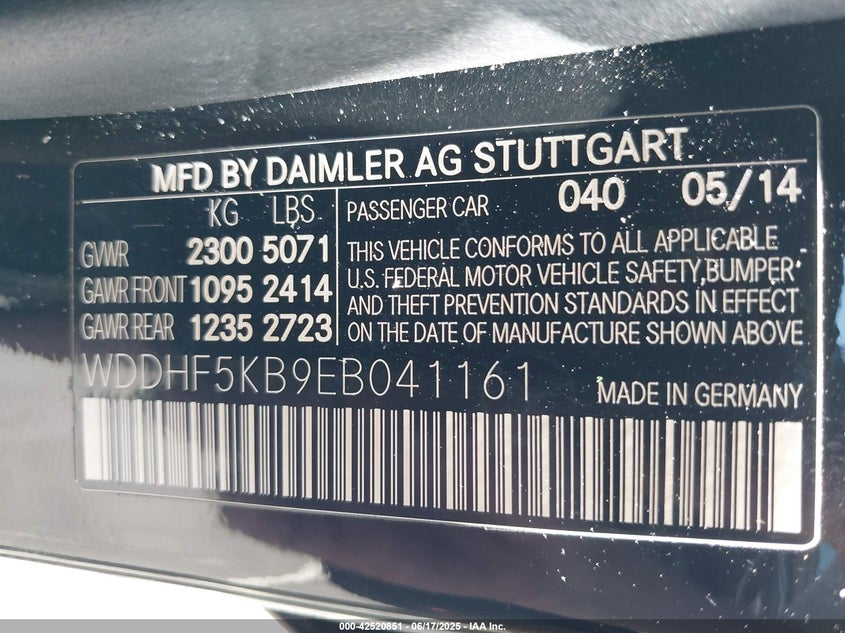 MFD BY DAIMLER AG STUTTGART
KG LBS
GVWR 2300 5071
GAWR FRONT 1095 2414
GAWR REAR 1235 2723
PASSENGER CAR 040 05/14
THIS VEHICLE CONFORMS TO ALL APPLICABLE
U.S. FEDERAL MOTOR VEHICLE SAFETY, BUMPER
AND THEFT PREVENTION STANDARDS IN EFFECT
ON THE DATE OF MANUFACTURE SHOWN ABOVE
WDDHF5KB9EB041161
MADE IN GERMANY
000-42520851 - 06/17/2025 - IAA Inc.